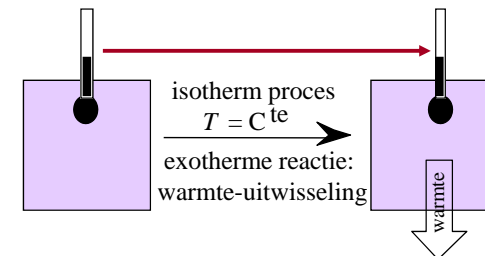 isotherm proces
T = C te
exotherme reactie:
warmte-uitwisseling
warmte